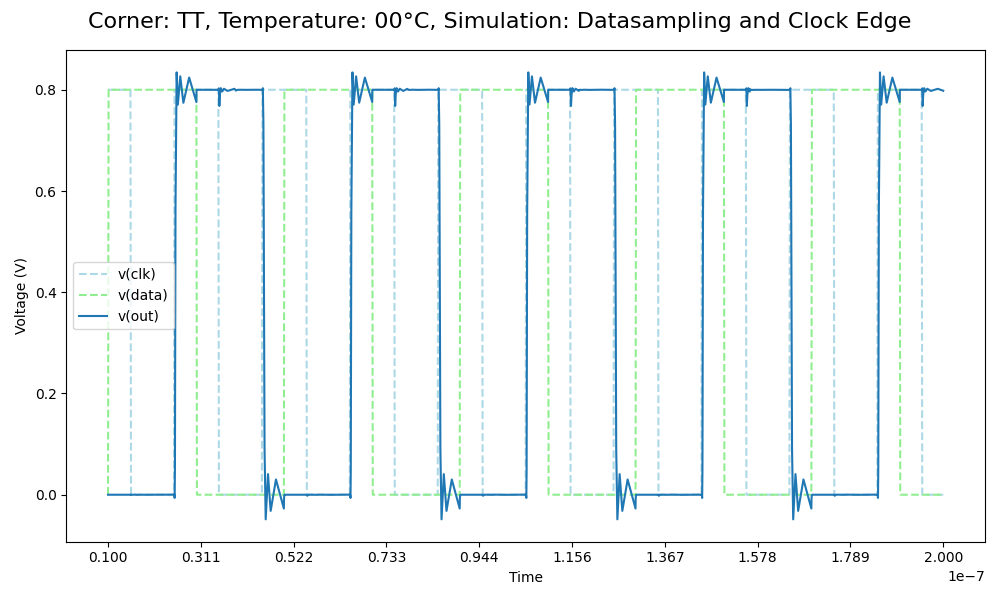 Corner: TT, Temperature: 00°C, Simulation: Datasampling and Clock Edge
0.8
0.6
0.4
0.2
0.0
Voltage (V)
v(clk)
v(data)
v(out)
0.100 0.311 0.522 0.733 0.944 1.156 1.367 1.578 1.789 2.000
Time
1e−7